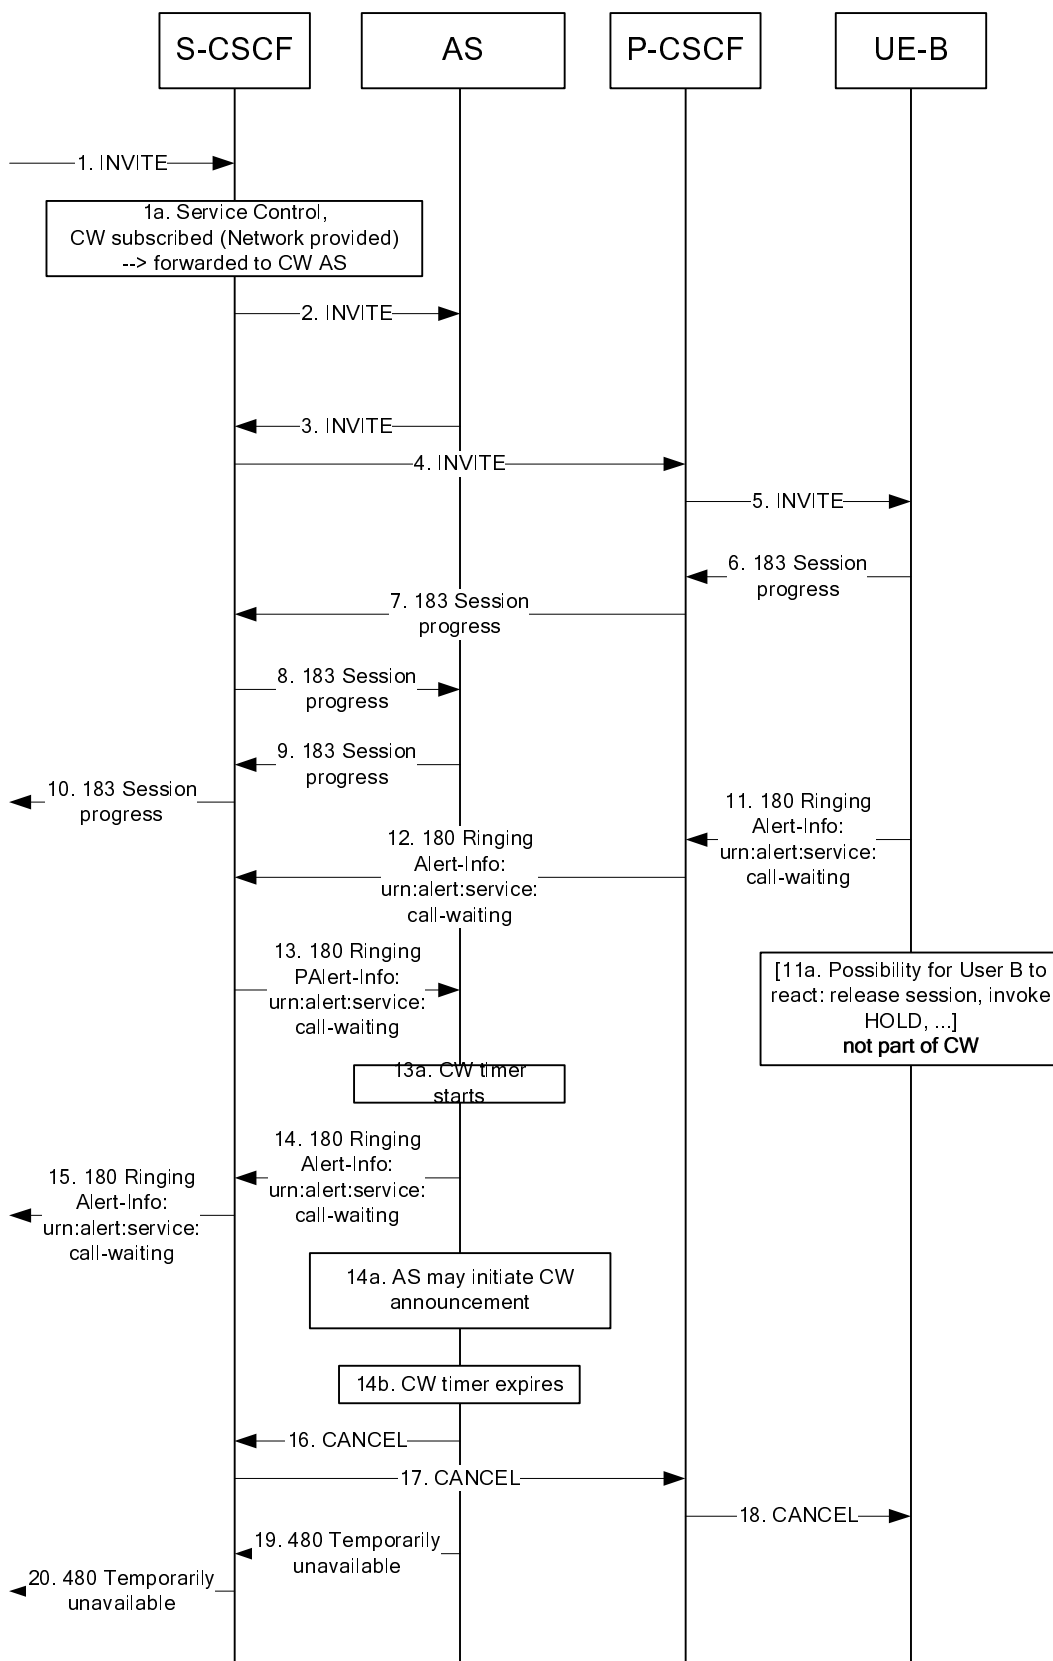 S-CSCF
AS
P-CSCF
UE-B
1. INVITE
1a. Service Control,
CW subscribed (Network provided)
--> forwarded to CW AS
2. INVITE
3. INVITE
4. INVITE
5. INVITE
6. 183 Session
progress
7. 183 Session
progress
8. 183 Session
progress
9. 183 Session
progress
10. 183 Session
progress
11. 180 Ringing
Alert-Info:
urn:alert:service:
call-waiting
12. 180 Ringing
Alert-Info:
urn:alert:service:
call-waiting
13. 180 Ringing
PAlert-Info:
urn:alert:service:
call-waiting
[11a. Possibility for User B to
react: release session, invoke
HOLD, ...]
not part of CW
13a. CW timer
starts
14. 180 Ringing
Alert-Info:
urn:alert:service:
call-waiting
15. 180 Ringing
Alert-Info:
urn:alert:service:
call-waiting
14a. AS may initiate CW
announcement
14b. CW timer expires
16. CANCEL
17. CANCEL
18. CANCEL
19. 480 Temporarily
unavailable
20. 480 Temporarily
unavailable